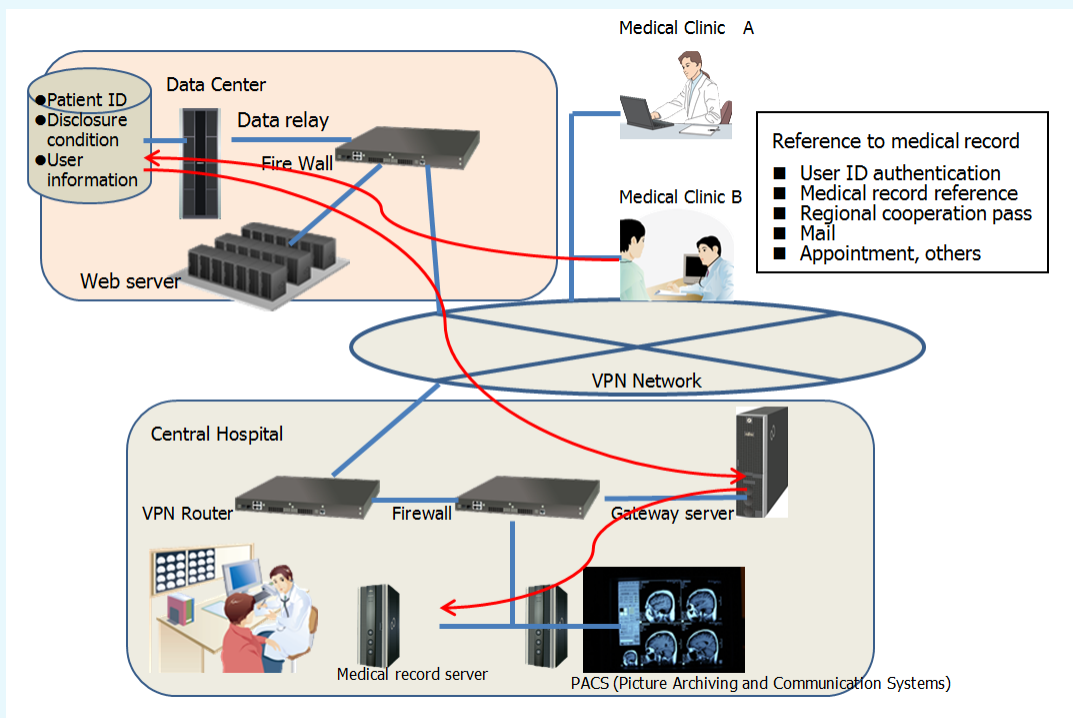 Medical Clinic A
Data Center
●Patient ID
●Disclosure
condition
●User
information
Data relay
Fire Wall
Web server
Medical Clinic B
Reference to medical record
■ User ID authentication
■ Medical record reference
■ Regional cooperation pass
■ Mail
■ Appointment, others
VPN Network
Central Hospital
VPN Router
Firewall
Gateway server
Medical record server
PACS (Picture Archiving and Communication Systems)